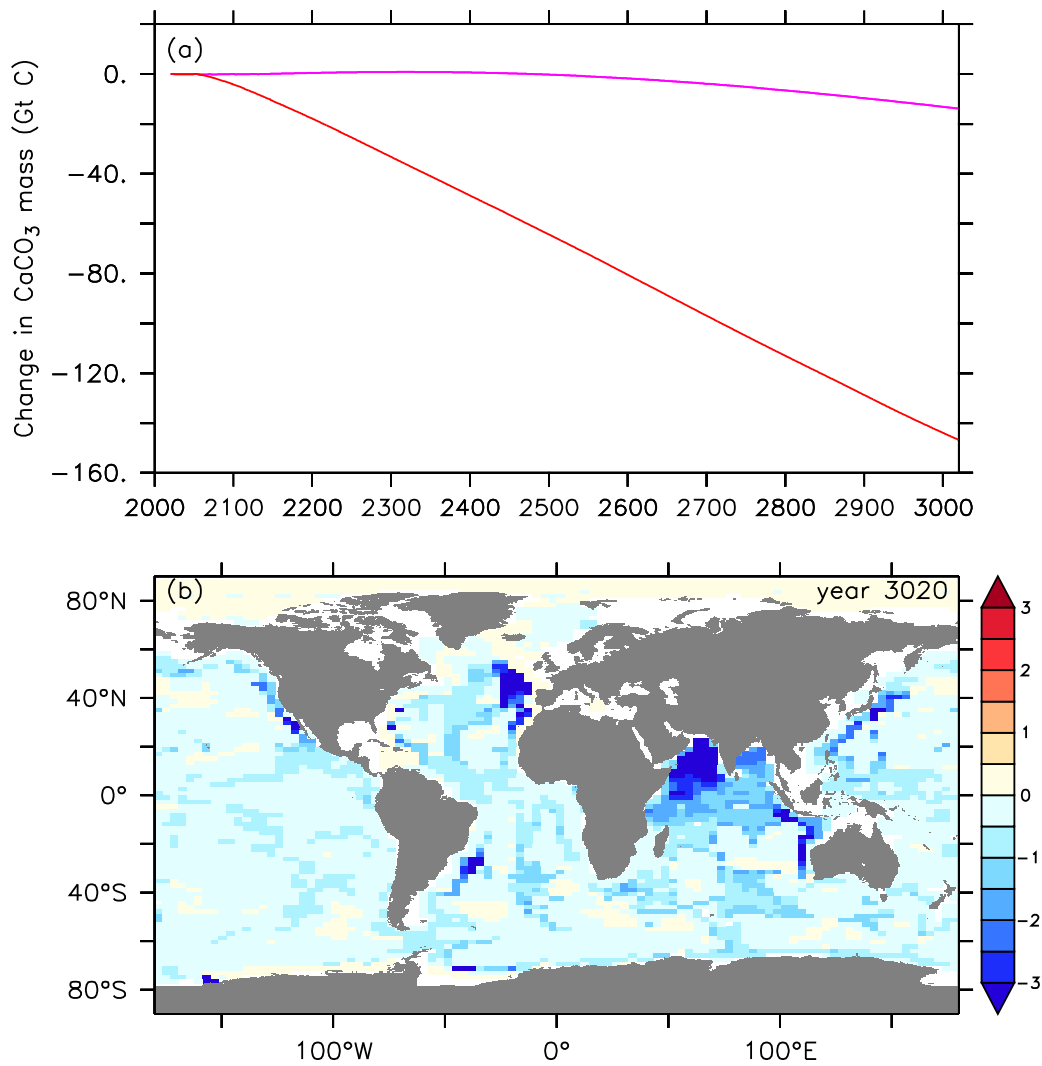 (a)
Change in CaCO₃ mass (Gt C)
0.
−40.
−80.
−120.
−160.
2000 2100 2200 2300 2400 2500 2600 2700 2800 2900 3000
(b) year 3020
80°N
40°N
0°
40°S
80°S
100°W 0° 100°E
3
2
1
0
−1
−2
−3